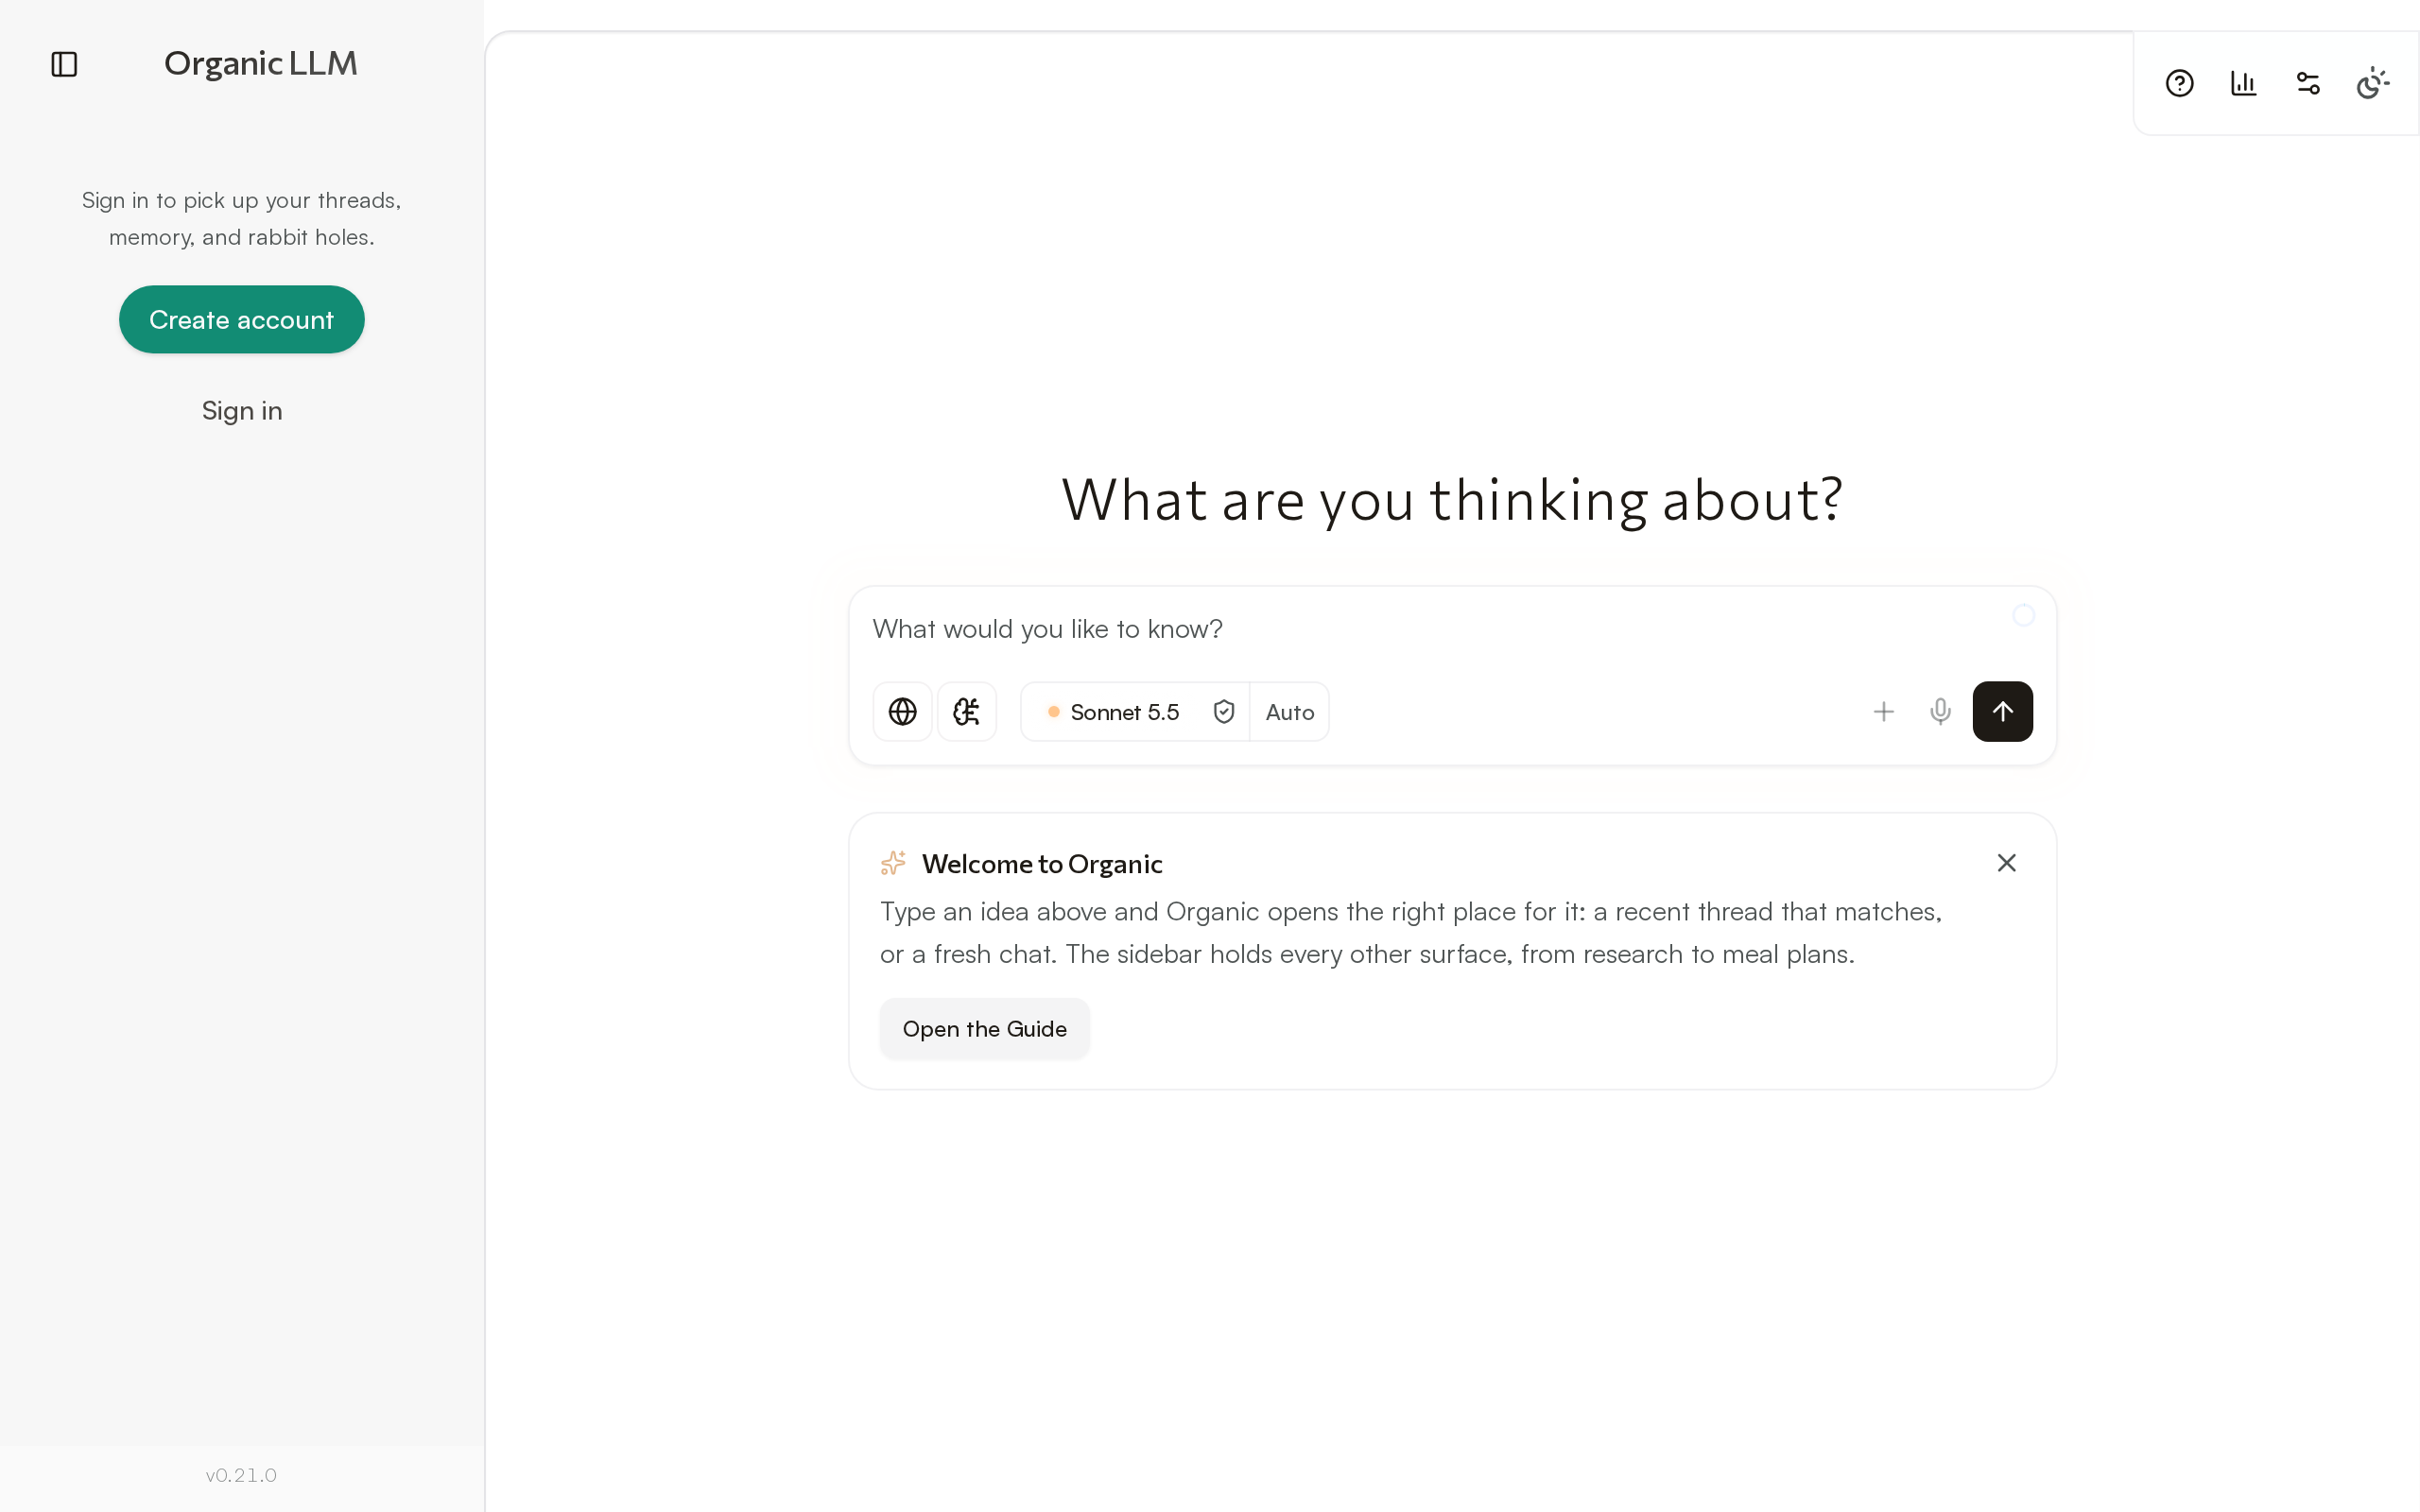 Organic LLM
Sign in to pick up your threads,
memory, and rabbit holes.
Create account
Sign in
v0.21.0
What are you thinking about?
What would you like to know?
Sonnet 5.5
Auto
Welcome to Organic
Type an idea above and Organic opens the right place for it: a recent thread that matches,
or a fresh chat. The sidebar holds every other surface, from research to meal plans.
Open the Guide